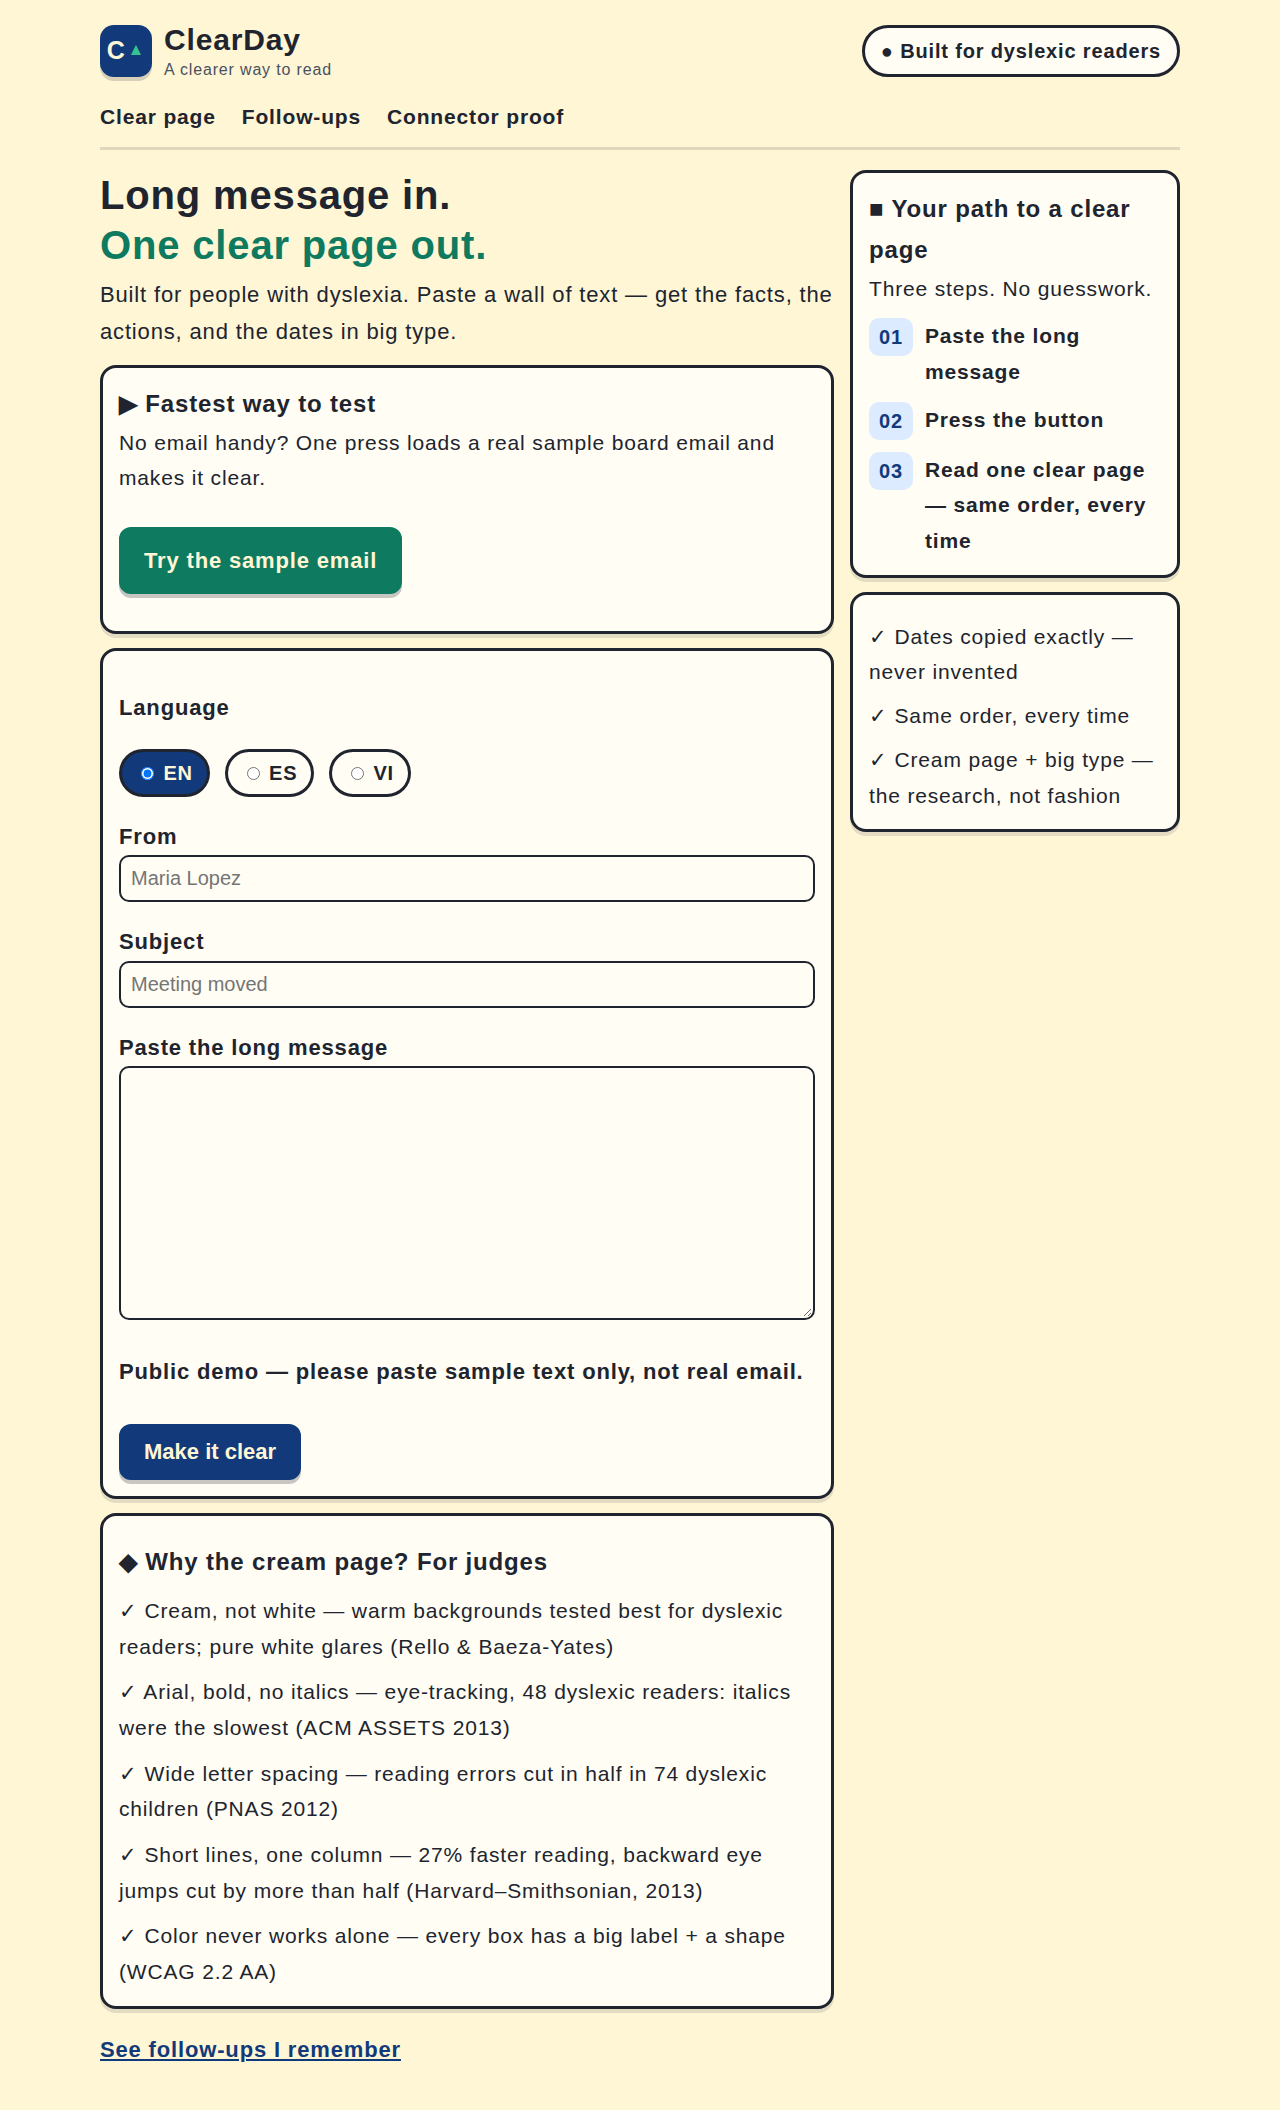 C▲
ClearDay
A clearer way to read
● Built for dyslexic readers
Clear page
Follow-ups
Connector proof
Long message in.
One clear page out.
Built for people with dyslexia. Paste a wall of text — get the facts, the
actions, and the dates in big type.
▶ Fastest way to test
No email handy? One press loads a real sample board email and
makes it clear.
Try the sample email
Language
EN
ES
VI
From
Maria Lopez
Subject
Meeting moved
Paste the long message
Public demo — please paste sample text only, not real email.
Make it clear
◆ Why the cream page? For judges
✓ Cream, not white — warm backgrounds tested best for dyslexic
readers; pure white glares (Rello & Baeza-Yates)
✓ Arial, bold, no italics — eye-tracking, 48 dyslexic readers: italics
were the slowest (ACM ASSETS 2013)
✓ Wide letter spacing — reading errors cut in half in 74 dyslexic
children (PNAS 2012)
✓ Short lines, one column — 27% faster reading, backward eye
jumps cut by more than half (Harvard–Smithsonian, 2013)
✓ Color never works alone — every box has a big label + a shape
(WCAG 2.2 AA)
See follow-ups I remember
■ Your path to a clear
page
Three steps. No guesswork.
01 Paste the long
message
02 Press the button
03 Read one clear page
— same order, every
time
✓ Dates copied exactly —
never invented
✓ Same order, every time
✓ Cream page + big type —
the research, not fashion